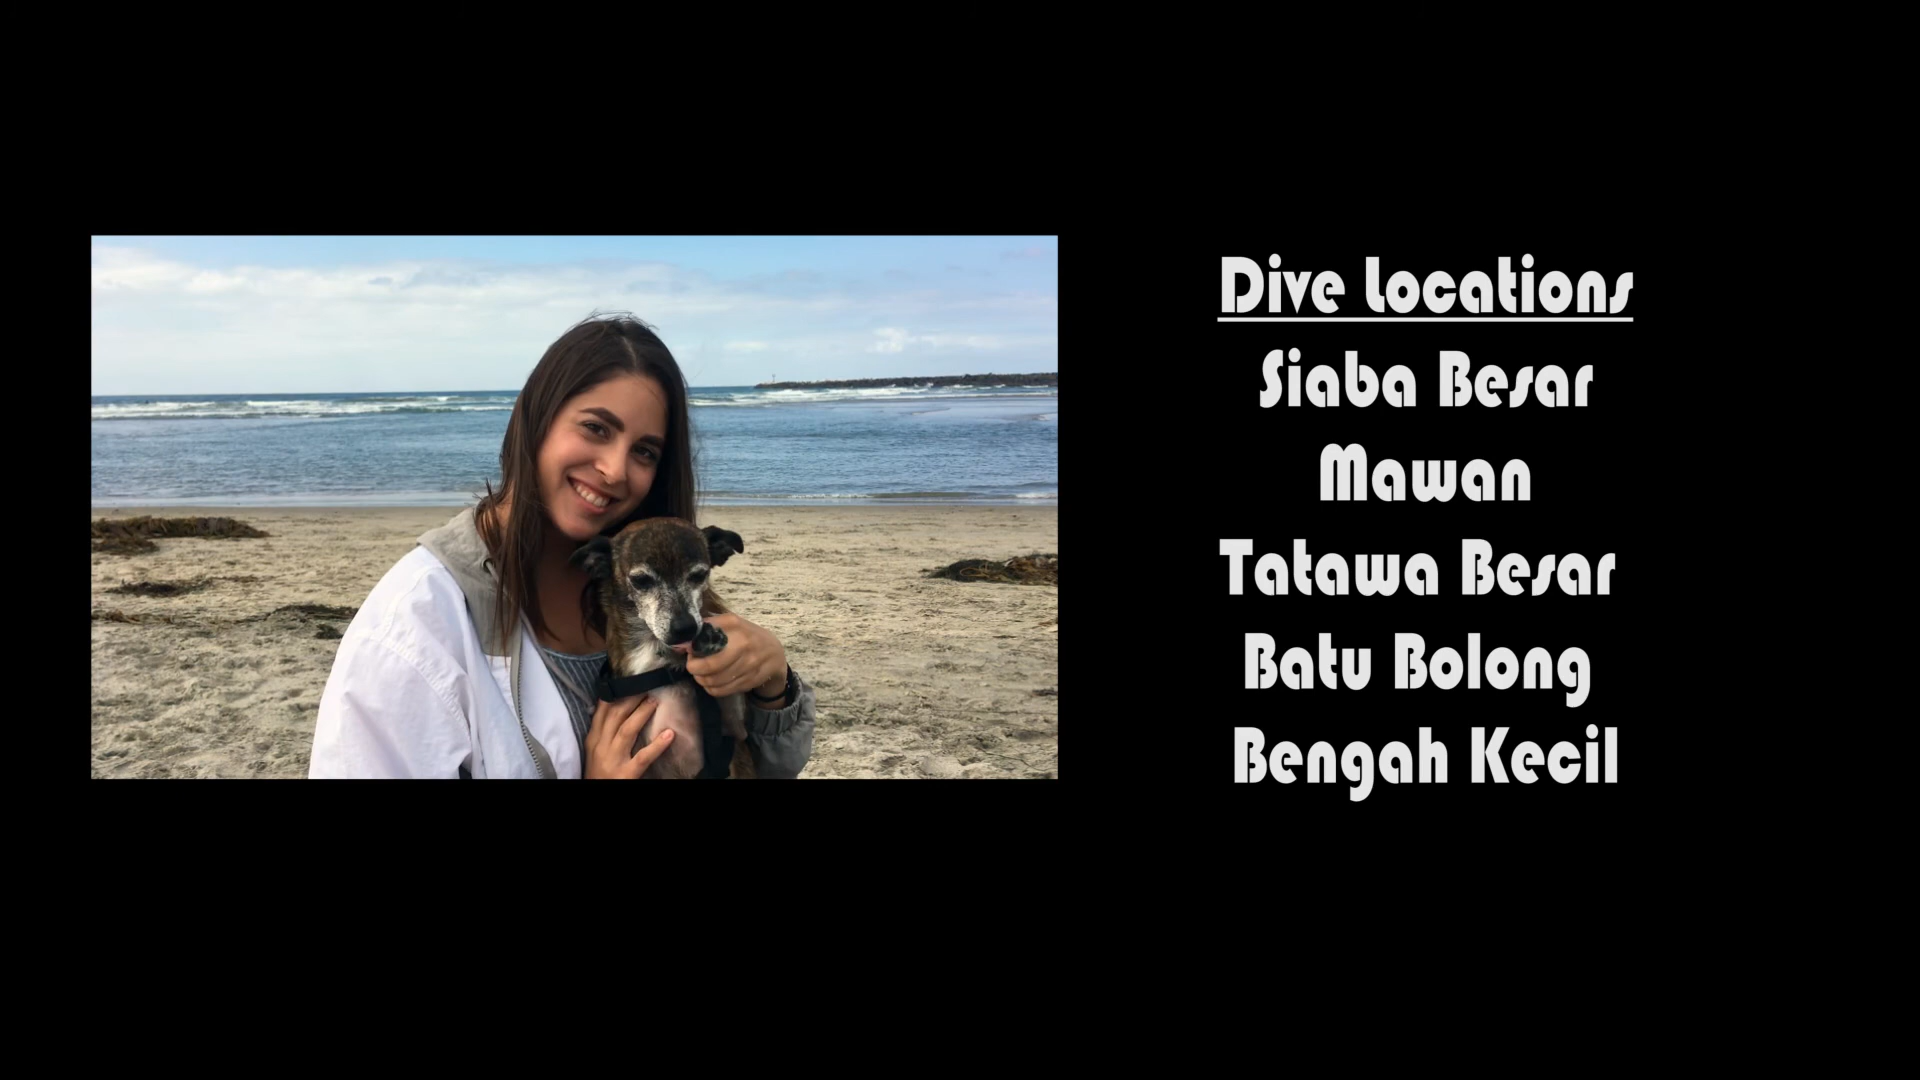 Dive Locations
Siaba Besar
Mawan
Tatawa Besar
Batu Bolong
Bengah Kecil